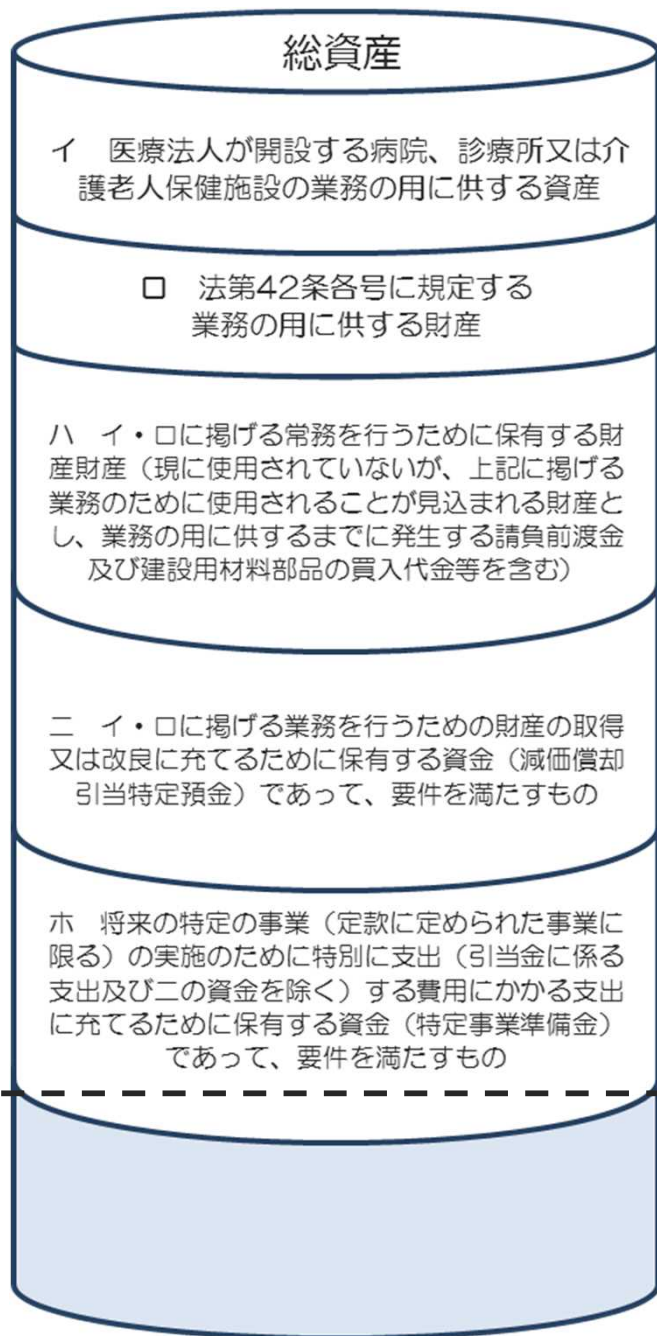 総資産
イ 医療法人が開設する病院、診療所又は介
護老人保健施設の業務の用に供する資産
ロ 法第42条各号に規定する
業務の用に供する財産
ハ イ・ロに掲げる常務を行うために保有する財
産財産（現に使用されていないが、上記に掲げる
業務のために使用されることが見込まれる財産と
し、業務の用に供するまでに発生する請負前渡金
及び建設用材料部品の買入代金等を含む）
ニ イ・ロに掲げる業務を行うための財産の取得
又は改良に充てるために保有する資金（減価償却
引当特定預金）であって、要件を満たすもの
ホ 将来の特定の事業（定款に定められた事業に
限る）の実施のために特別に支出（引当金に係る
支出及び二の資金を除く）する費用にかかる支出
に充てるために保有する資金（特定事業準備金）
であって、要件を満たすもの